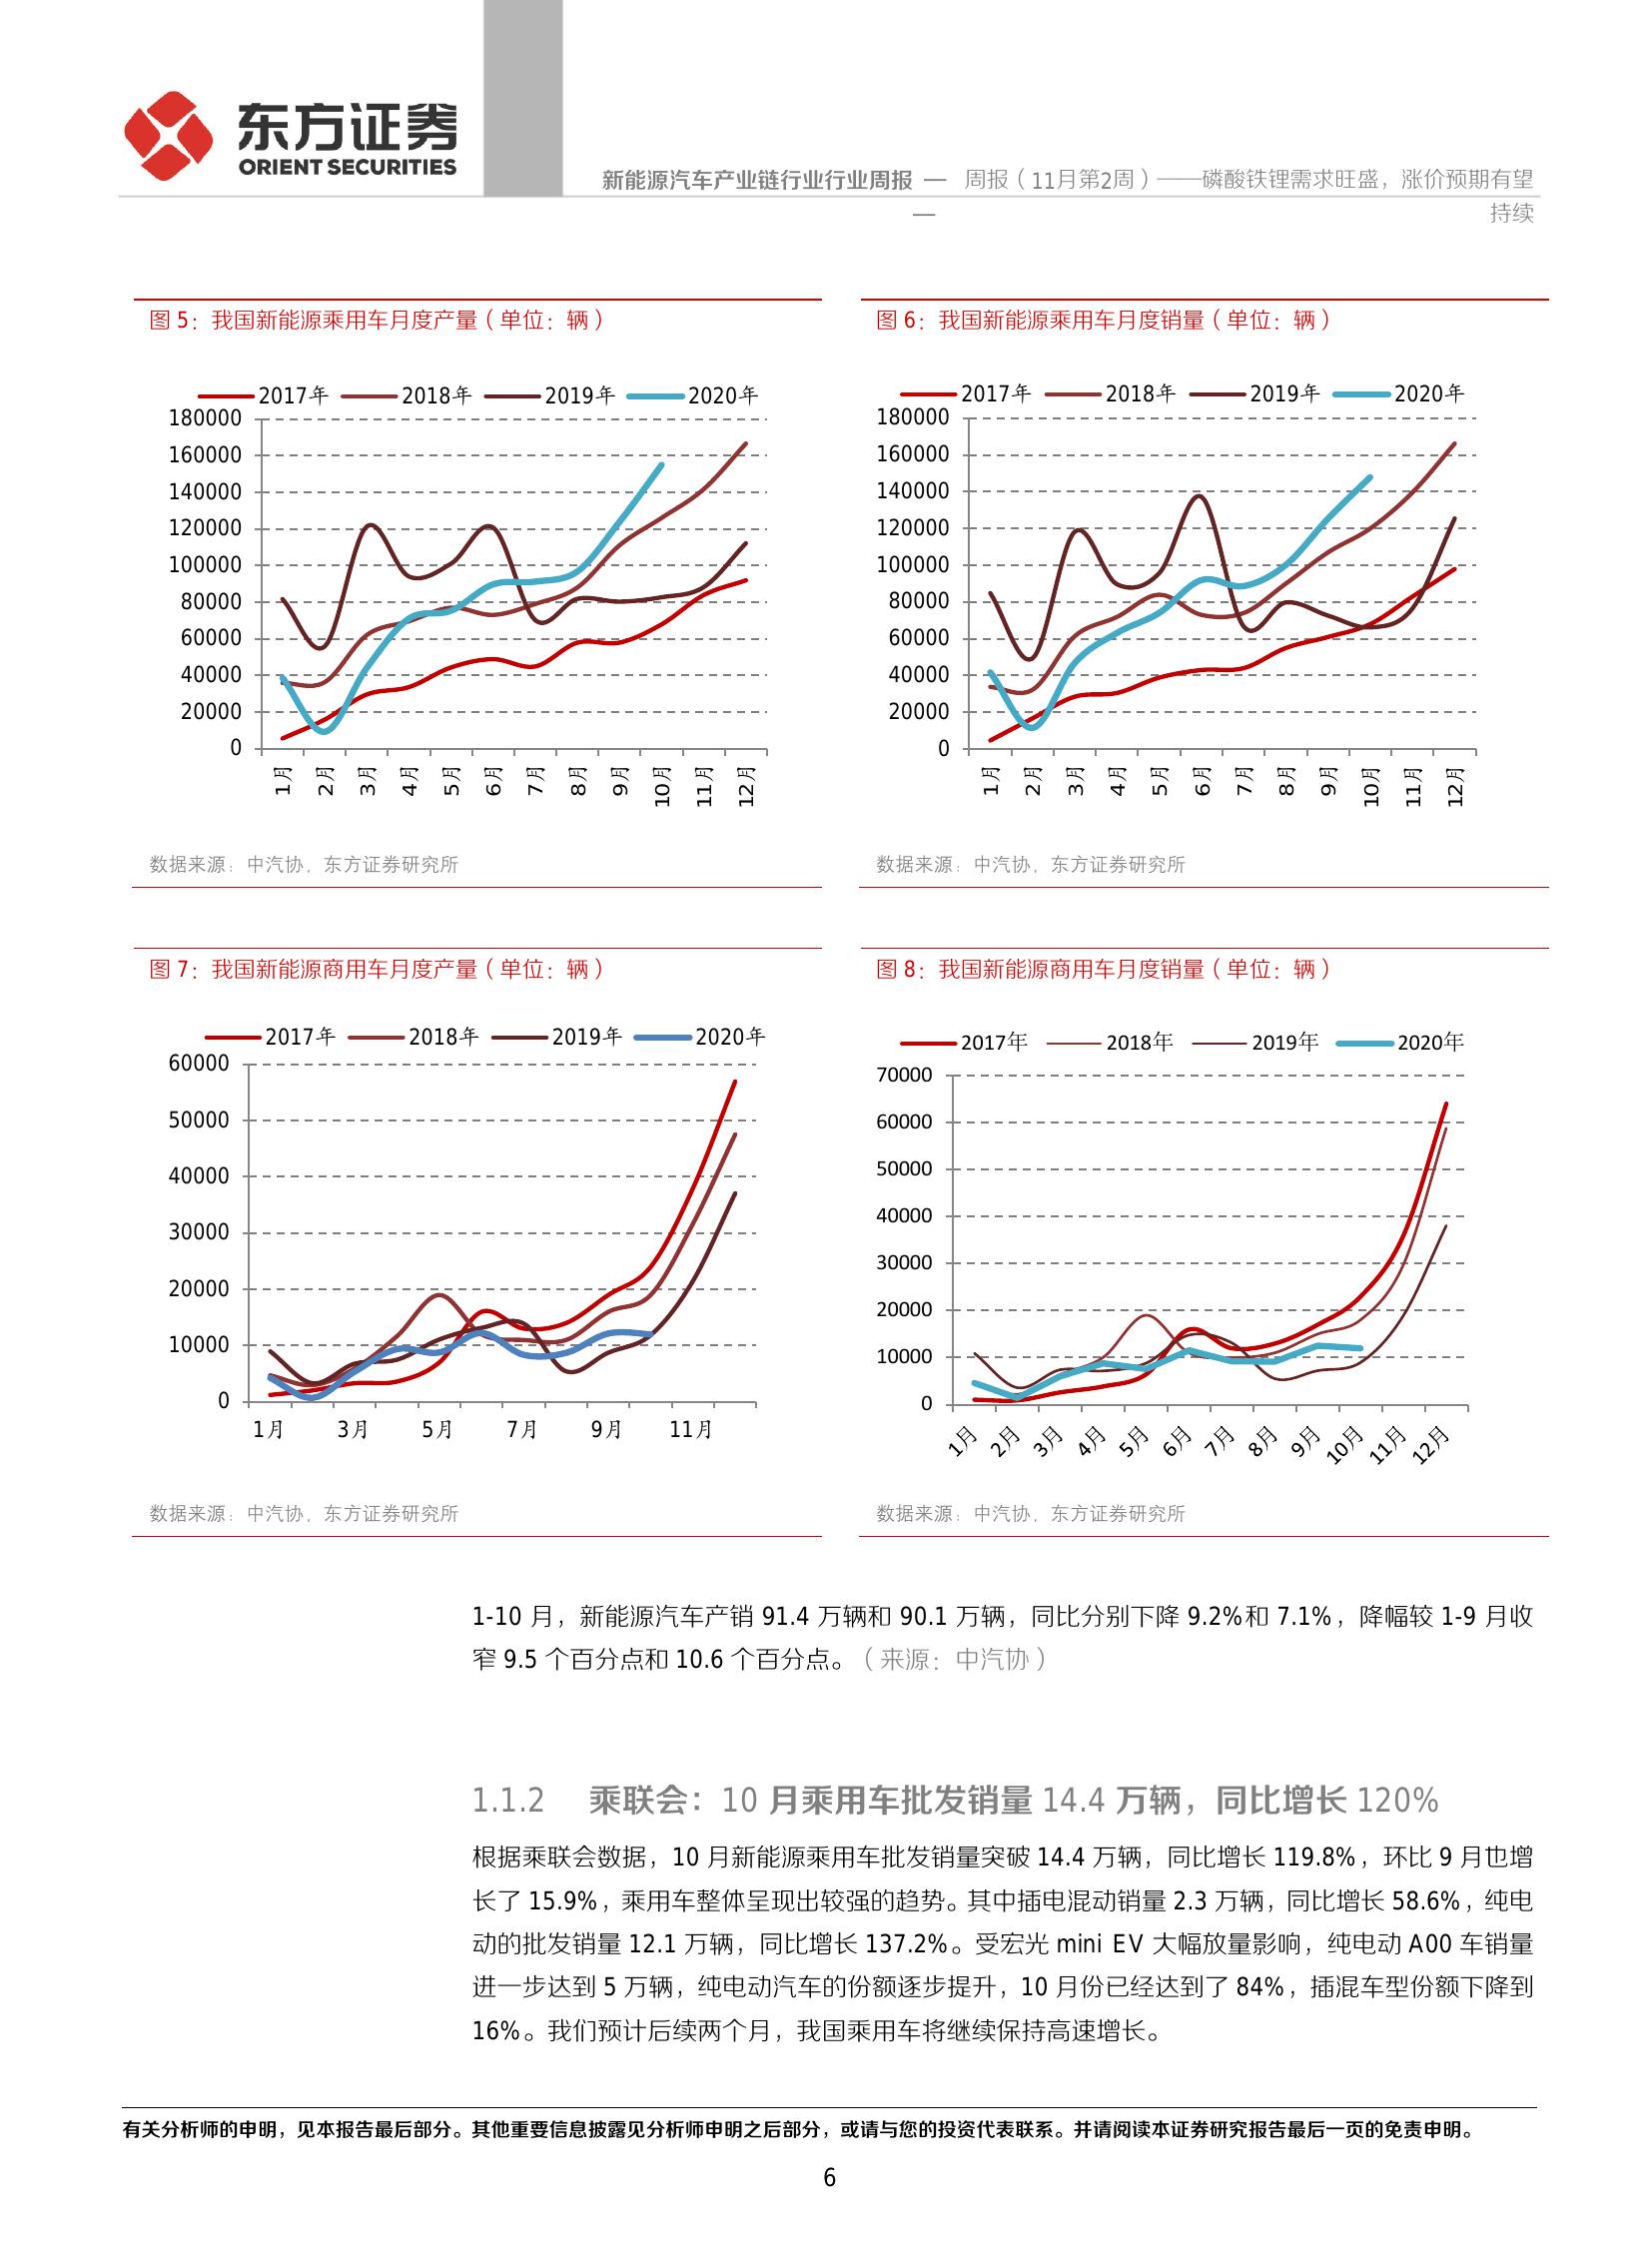 东方证券
ORIENT SECURITIES
新能源汽车产业链行业行业周报 —— 周报（11月第2周）——磷酸铁锂需求旺盛，涨价预期有望
持续
图 5：我国新能源乘用车月度产量（单位：辆）
2017年 2018年 2019年 2020年
180000
160000
140000
120000
100000
80000
60000
40000
20000
0
1月 2月 3月 4月 5月 6月 7月 8月 9月 10月 11月 12月
数据来源：中汽协，东方证券研究所
图 6：我国新能源乘用车月度销量（单位：辆）
2017年 2018年 2019年 2020年
180000
160000
140000
120000
100000
80000
60000
40000
20000
0
1月 2月 3月 4月 5月 6月 7月 8月 9月 10月 11月 12月
数据来源：中汽协，东方证券研究所
图 7：我国新能源商用车月度产量（单位：辆）
2017年 2018年 2019年 2020年
60000
50000
40000
30000
20000
10000
0
1月 3月 5月 7月 9月 11月
数据来源：中汽协，东方证券研究所
图 8：我国新能源商用车月度销量（单位：辆）
2017年 2018年 2019年 2020年
70000
60000
50000
40000
30000
20000
10000
0
1月 2月 3月 4月 5月 6月 7月 8月 9月 10月 11月 12月
数据来源：中汽协，东方证券研究所
1-10 月，新能源汽车产销 91.4 万辆和 90.1 万辆，同比分别下降 9.2%和 7.1%，降幅较 1-9 月收
窄 9.5 个百分点和 10.6 个百分点。（来源：中汽协）
1.1.2 乘联会：10 月乘用车批发销量 14.4 万辆，同比增长 120%
根据乘联会数据，10 月新能源乘用车批发销量突破 14.4 万辆，同比增长 119.8%，环比 9 月也增
长了 15.9%，乘用车整体呈现出较强的趋势。其中插电混动销量 2.3 万辆，同比增长 58.6%，纯电
动的批发销量 12.1 万辆，同比增长 137.2%。受宏光 mini EV 大幅放量影响，纯电动 A00 车销量
进一步达到 5 万辆，纯电动汽车的份额逐步提升，10 月份已经达到了 84%，插混车型份额下降到
16%。我们预计后续两个月，我国乘用车将继续保持高速增长。
有关分析师的申明，见本报告最后部分。其他重要信息披露见分析师申明之后部分，或请与您的投资代表联系。并请阅读本证券研究报告最后一页的免责申明。
6